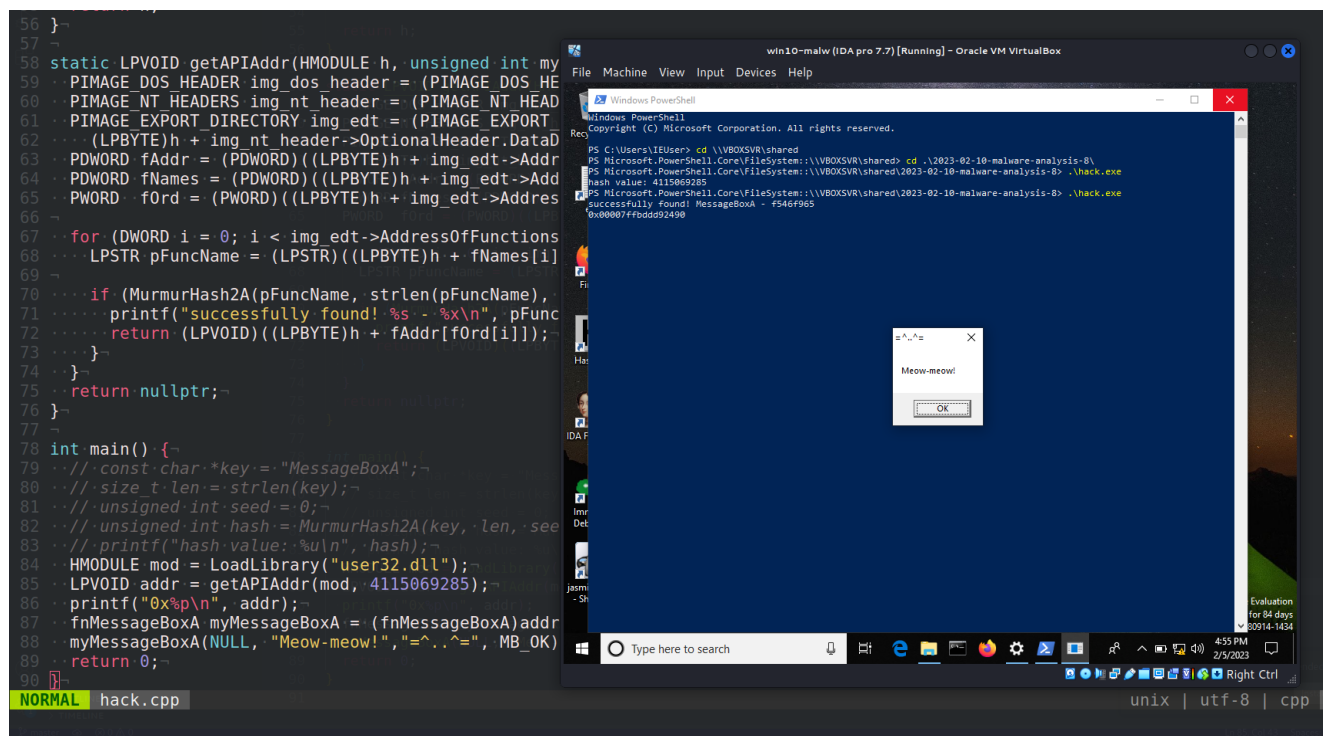 56 }¬
57 ¬
58 static·LPVOID·getAPIAddr(HMODULE·h,·unsigned·int·my
59 ··PIMAGE_DOS_HEADER·img_dos_header·=·(PIMAGE_DOS_HE
60 ··PIMAGE_NT_HEADERS·img_nt_header·=·(PIMAGE_NT_HEAD
61 ··PIMAGE_EXPORT_DIRECTORY·img_edt·=·(PIMAGE_EXPORT_
62 ····(LPBYTE)h·+·img_nt_header->OptionalHeader.DataD
63 ··PDWORD·fAddr·=·(PDWORD)((LPBYTE)h·+·img_edt->Addr
64 ··PDWORD·fNames·=·(PDWORD)((LPBYTE)h·+·img_edt->Add
65 ··PWORD··fOrd·=·(PWORD)((LPBYTE)h·+·img_edt->Addres
66 ¬
67 ··for·(DWORD·i·=·0;·i·<·img_edt->AddressOfFunctions
68 ····LPSTR·pFuncName·=·(LPSTR)((LPBYTE)h·+·fNames[i]
69 ¬
70 ····if·(MurmurHash2A(pFuncName,·strlen(pFuncName),·
71 ······printf("successfully·found!·%s·-·%x\n",·pFunc
72 ······return·(LPVOID)((LPBYTE)h·+·fAddr[fOrd[i]]);¬
73 ····}¬
74 ··}¬
75 ··return·nullptr;¬
76 }¬
77 ¬
78 int·main()·{¬
79 ··//·const·char·*key·=·"MessageBoxA";¬
80 ··//·size_t·len·=·strlen(key);¬
81 ··//·unsigned·int·seed·=·0;¬
82 ··//·unsigned·int·hash·=·MurmurHash2A(key,·len,·see
83 ··//·printf("hash·value:·%u\n",·hash);¬
84 ··HMODULE·mod·=·LoadLibrary("user32.dll");¬
85 ··LPVOID·addr·=·getAPIAddr(mod,·4115069285);¬
86 ··printf("0x%p\n",·addr);¬
87 ··fnMessageBoxA·myMessageBoxA·=·(fnMessageBoxA)addr
88 ··myMessageBoxA(NULL,·"Meow-meow!","=^..^=",·MB_OK)
89 ··return·0;¬
90 }¬
NORMAL hack.cpp
unix | utf-8 | cpp
win10-malw (IDA pro 7.7) [Running] - Oracle VM VirtualBox
File Machine View Input Devices Help
Windows PowerShell
Windows PowerShell
Copyright (C) Microsoft Corporation. All rights reserved.
PS C:\Users\IEUser> cd \\VBOXSVR\shared
PS Microsoft.PowerShell.Core\FileSystem::\\VBOXSVR\shared> cd .\2023-02-10-malware-analysis-8\
PS Microsoft.PowerShell.Core\FileSystem::\\VBOXSVR\shared\2023-02-10-malware-analysis-8> .\hack.exe
hash value: 4115069285
PS Microsoft.PowerShell.Core\FileSystem::\\VBOXSVR\shared\2023-02-10-malware-analysis-8> .\hack.exe
successfully found! MessageBoxA - f546f965
0x00007ffbddd92490
=^..^=
Meow-meow!
OK
Recy
Fi
Has
IDA F
Imr
Deb
jasmi
- Sh
Evaluation
for 84 days
80914-1434
Type here to search
4:55 PM
2/5/2023
Right Ctrl